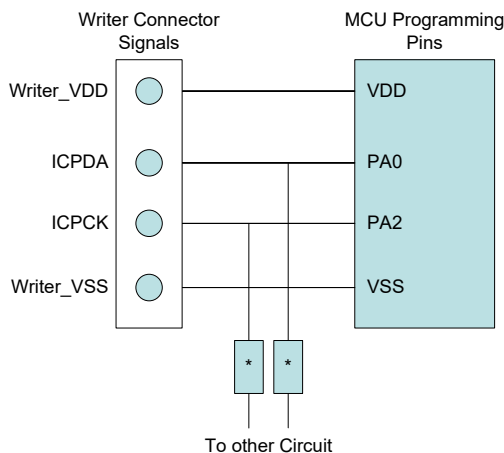 Writer Connector
Signals
MCU Programming
Pins
Writer_VDD
VDD
ICPDA
PA0
ICPCK
PA2
Writer_VSS
VSS
*
*
To other Circuit